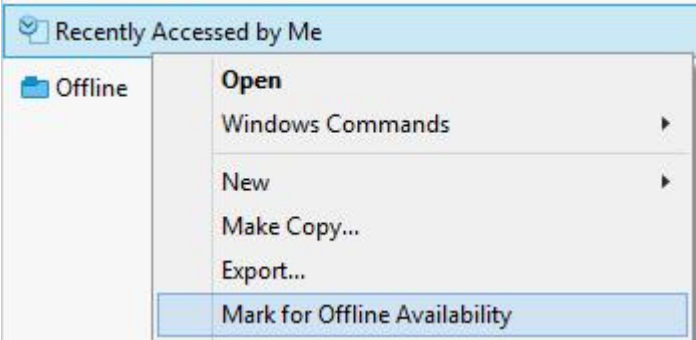 Recently Accessed by Me
Offline
Open
Windows Commands
New
Make Copy...
Export...
Mark for Offline Availability